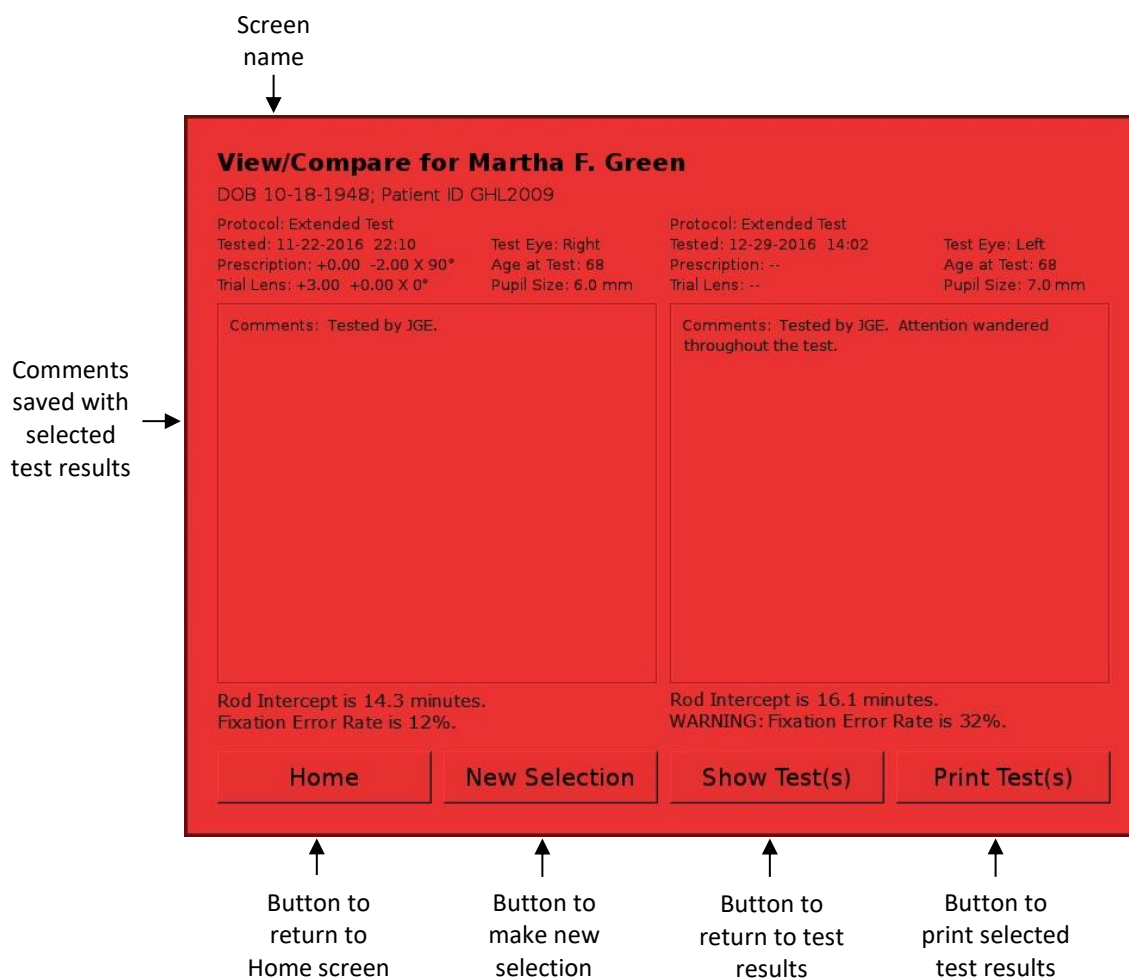 Screen
name
View/Compare for Martha F. Green
DOB 10-18-1948; Patient ID GHL2009
Protocol: Extended Test
Tested: 11-22-2016  22:10
Test Eye: Right
Prescription: +0.00  -2.00 X 90°
Age at Test: 68
Trial Lens: +3.00  +0.00 X 0°
Pupil Size: 6.0 mm
Protocol: Extended Test
Tested: 12-29-2016  14:02
Test Eye: Left
Prescription: --
Age at Test: 68
Trial Lens: --
Pupil Size: 7.0 mm
Comments
saved with
selected
test results
Comments:  Tested by JGE.
Comments:  Tested by JGE.  Attention wandered
throughout the test.
Rod Intercept is 14.3 minutes.
Fixation Error Rate is 12%.
Rod Intercept is 16.1 minutes.
WARNING: Fixation Error Rate is 32%.
Home
New Selection
Show Test(s)
Print Test(s)
Button to
return to
Home screen
Button to
make new
selection
Button to
return to test
results
Button to
print selected
test results